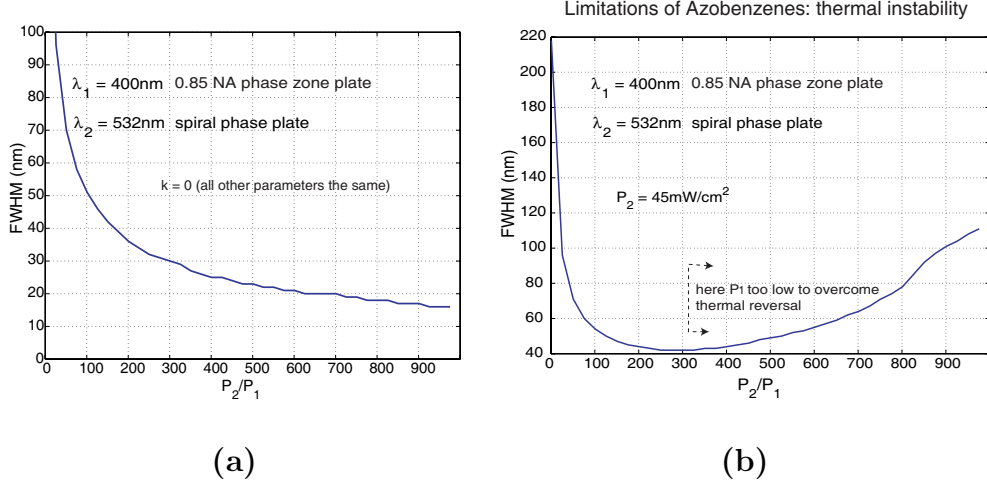 Limitations of Azobenzenes: thermal instability
100
90
80
70
60
50
40
30
20
10
0
FWHM (nm)
λ1 = 400nm 0.85 NA phase zone plate
λ2 = 532nm spiral phase plate
k = 0 (all other parameters the same)
0 100 200 300 400 500 600 700 800 900
P2/P1
(a)
220
200
180
160
140
120
100
80
60
40
FWHM (nm)
λ1 = 400nm 0.85 NA phase zone plate
λ2 = 532nm spiral phase plate
P2 = 45mW/cm²
here P1 too low to overcome
thermal reversal
0 100 200 300 400 500 600 700 800 900
P2/P1
(b)